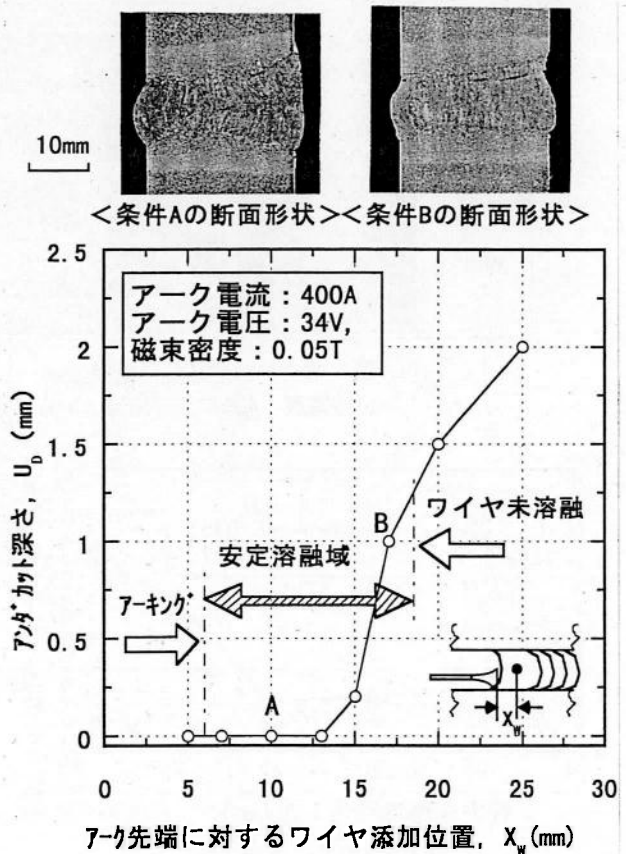 10mm
<条件Aの断面形状><条件Bの断面形状>
2.5
2
1.5
1
0.5
0
アンダカット深さ, U_D (mm)
アーク電流：400A
アーク電圧：34V,
磁束密度：0.05T
B
ワイヤ未溶融
安定溶融域
アーキング
A
X_W
0 5 10 15 20 25 30
アーク先端に対するワイヤ添加位置, X_W(mm)